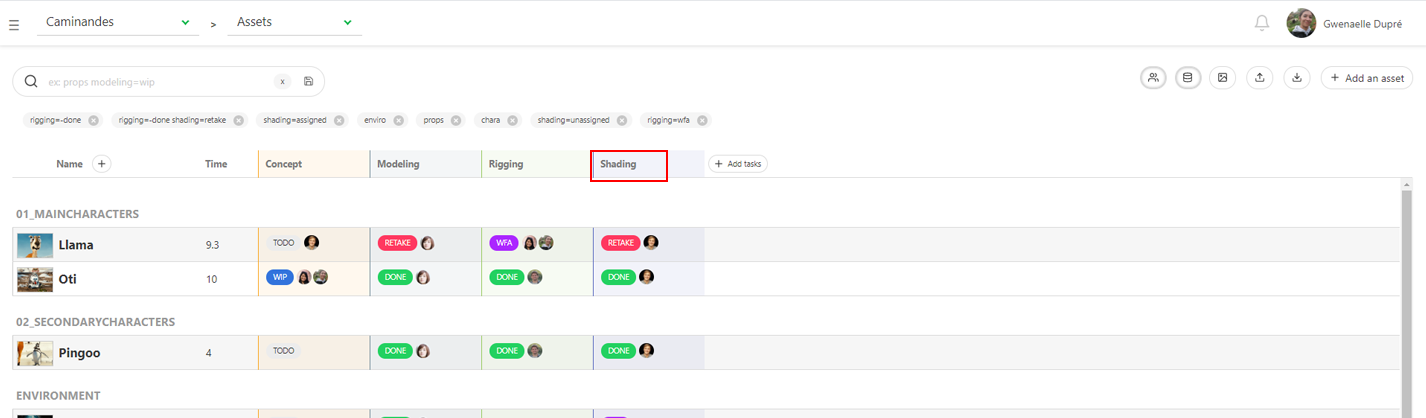 Caminandes > Assets Gwenaelle Dupré
ex: props modeling=wip x + Add an asset
rigging=-done rigging=-done shading=retake shading=assigned enviro props chara shading=unassigned rigging=wfa
Name + Time Concept Modeling Rigging Shading + Add tasks
01_MAINCHARACTERS
Llama 9.3 TODO RETAKE WFA RETAKE
Oti 10 WIP DONE DONE DONE
02_SECONDARYCHARACTERS
Pingoo 4 TODO DONE DONE DONE
ENVIRONMENT